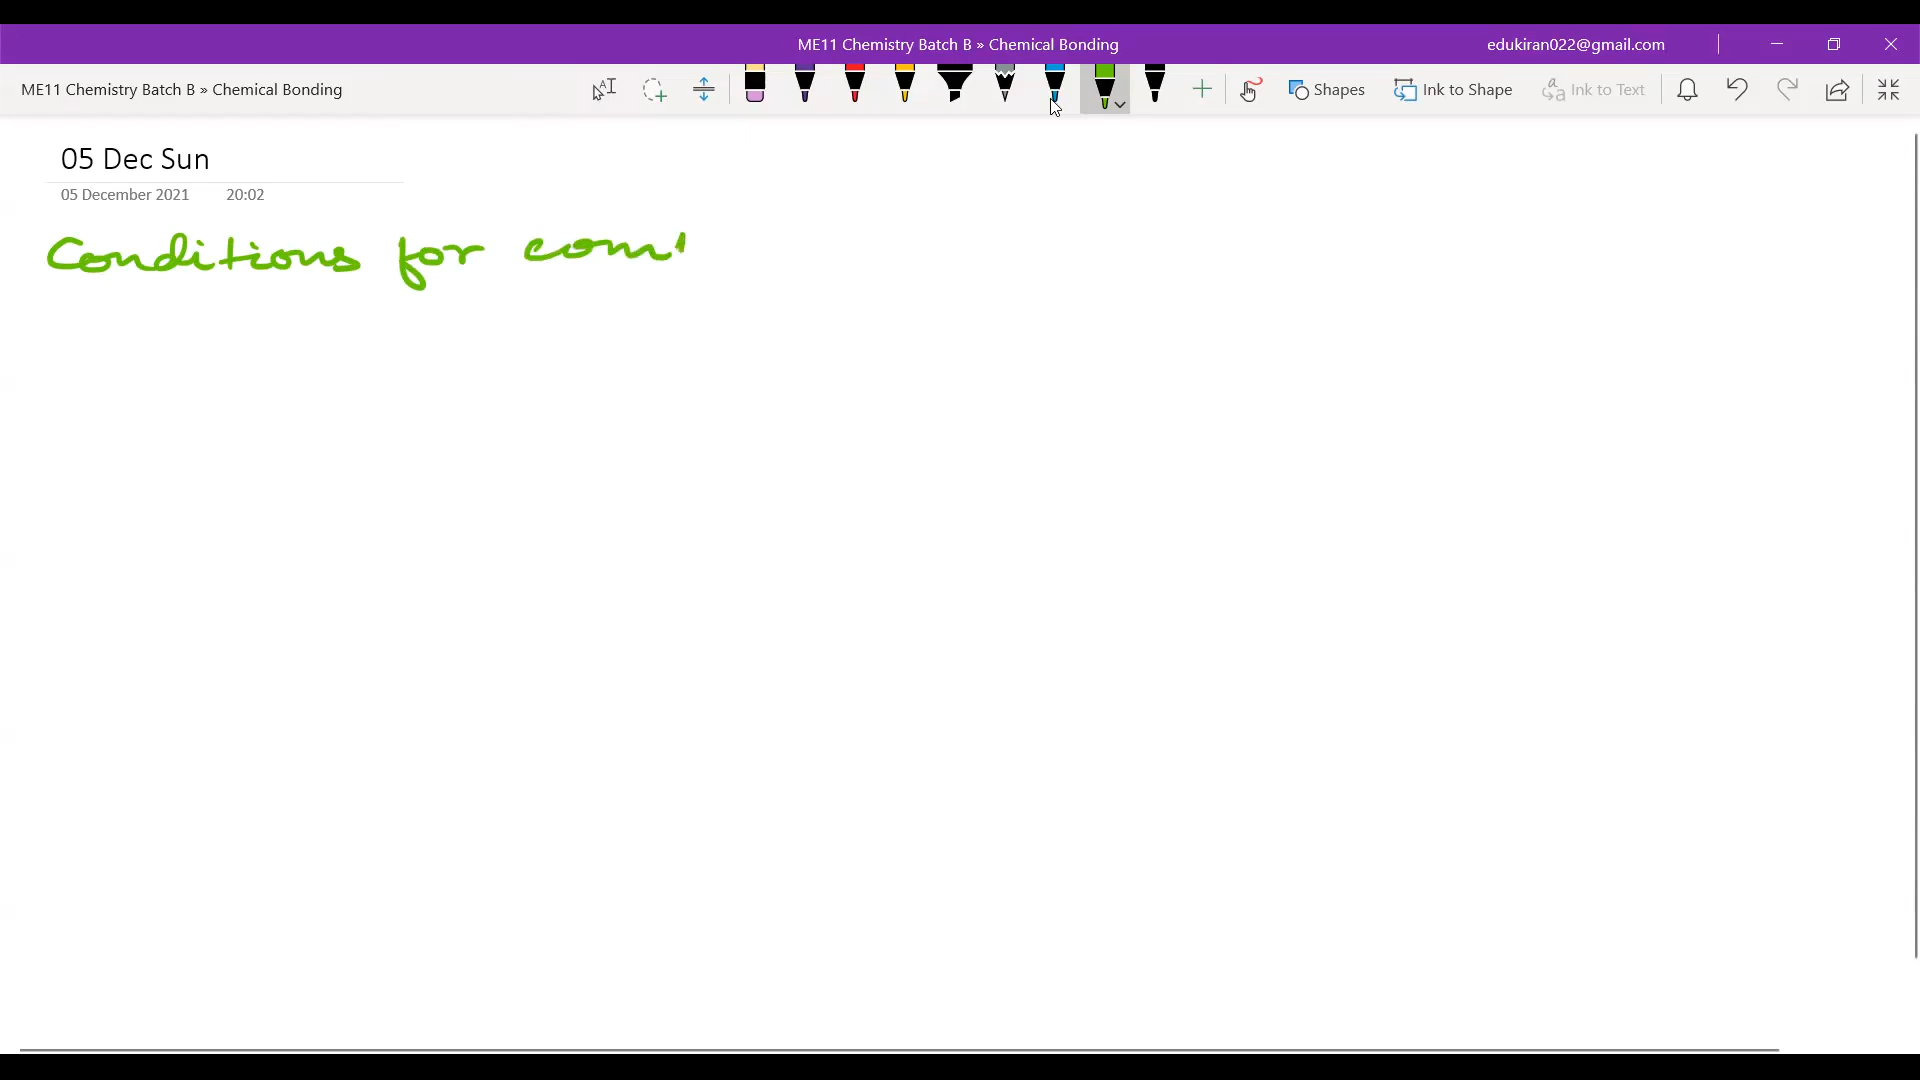 ME11 Chemistry Batch B » Chemical Bonding
edukiran022@gmail.com
ME11 Chemistry Batch B » Chemical Bonding
Shapes
Ink to Shape
Ink to Text
05 Dec Sun
05 December 2021 20:02
Conditions for com